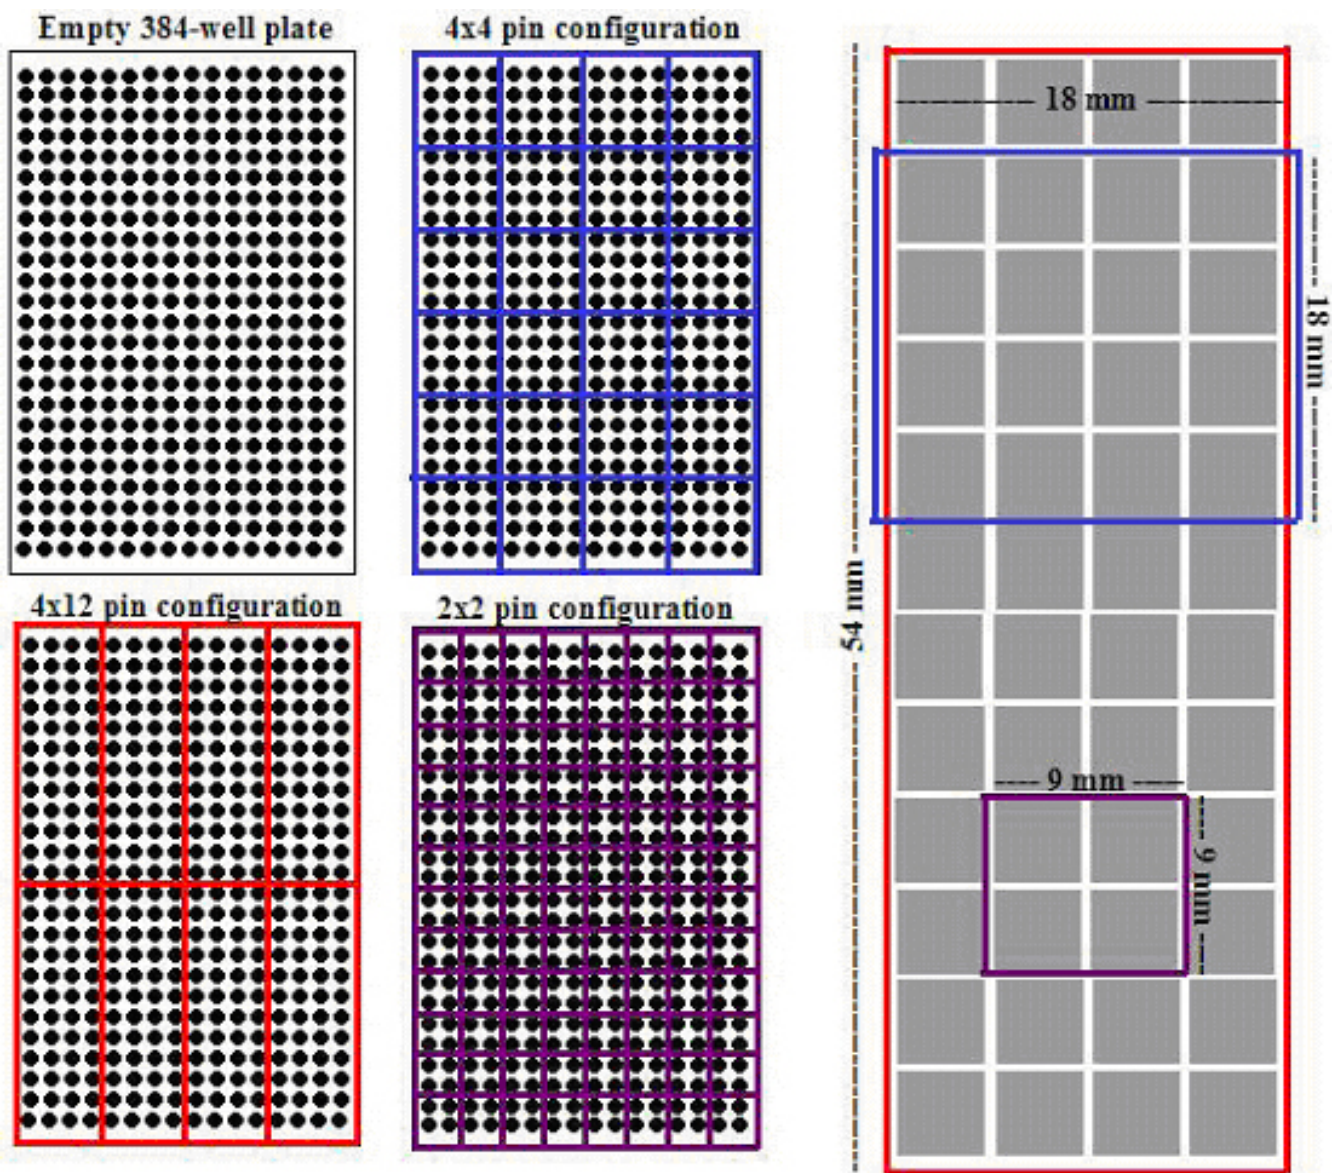 Empty 384-well plate
4x4 pin configuration
18 mm
18 mm
54 mm
4x12 pin configuration
2x2 pin configuration
9 mm
9 mm